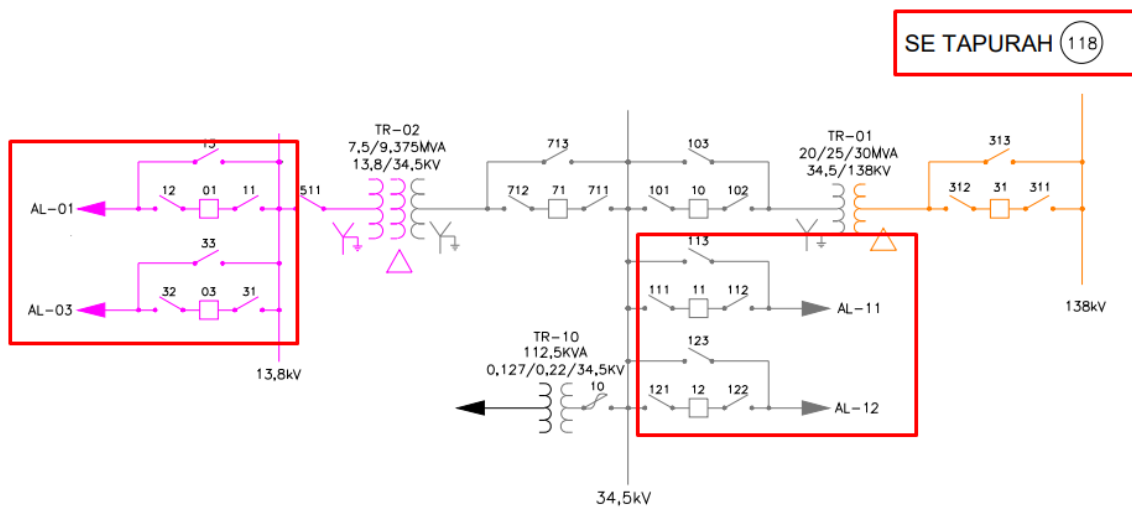 SE TAPURAH 118
TR-02
7,5/9,375MVA
13,8/34,5KV
713
103
TR-01
20/25/30MVA
34,5/138KV
313
13
12 01 11
511
712 71 711
101 10 102
312 31 311
AL-01
33
32 03 31
AL-03
113
111 11 112
AL-11
138kV
13,8kV
TR-10
112,5KVA
0,127/0,22/34,5KV
10
123
121 12 122
AL-12
34,5kV